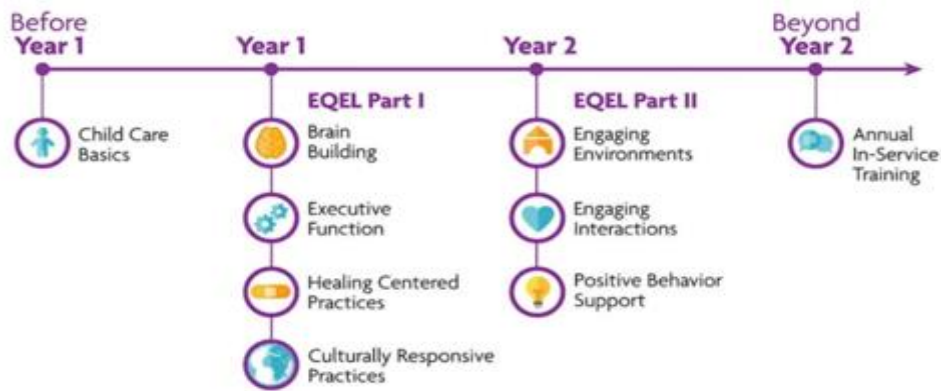 Before
Year 1
Year 1
Year 2
Beyond
Year 2
Child Care
Basics
EQEL Part I
Brain
Building
Executive
Function
Healing Centered
Practices
Culturally Responsive
Practices
EQEL Part II
Engaging
Environments
Engaging
Interactions
Positive Behavior
Support
Annual
In-Service
Training